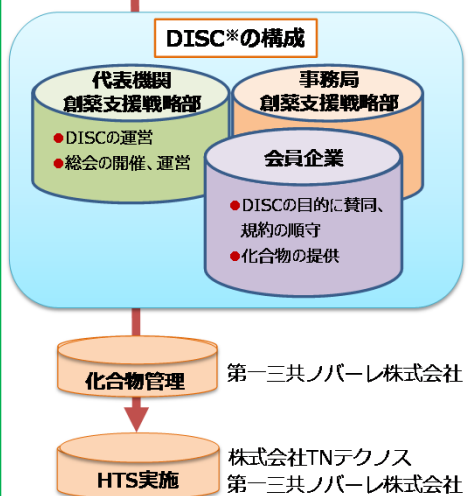 DISC※の構成
代表機関
創薬支援戦略部
●DISCの運営
●総会の開催、運営
事務局
創薬支援戦略部
会員企業
●DISCの目的に賛同、
規約の順守
●化合物の提供
化合物管理
第一三共ノバーレ株式会社
HTS実施
株式会社TNテクノス
第一三共ノバーレ株式会社